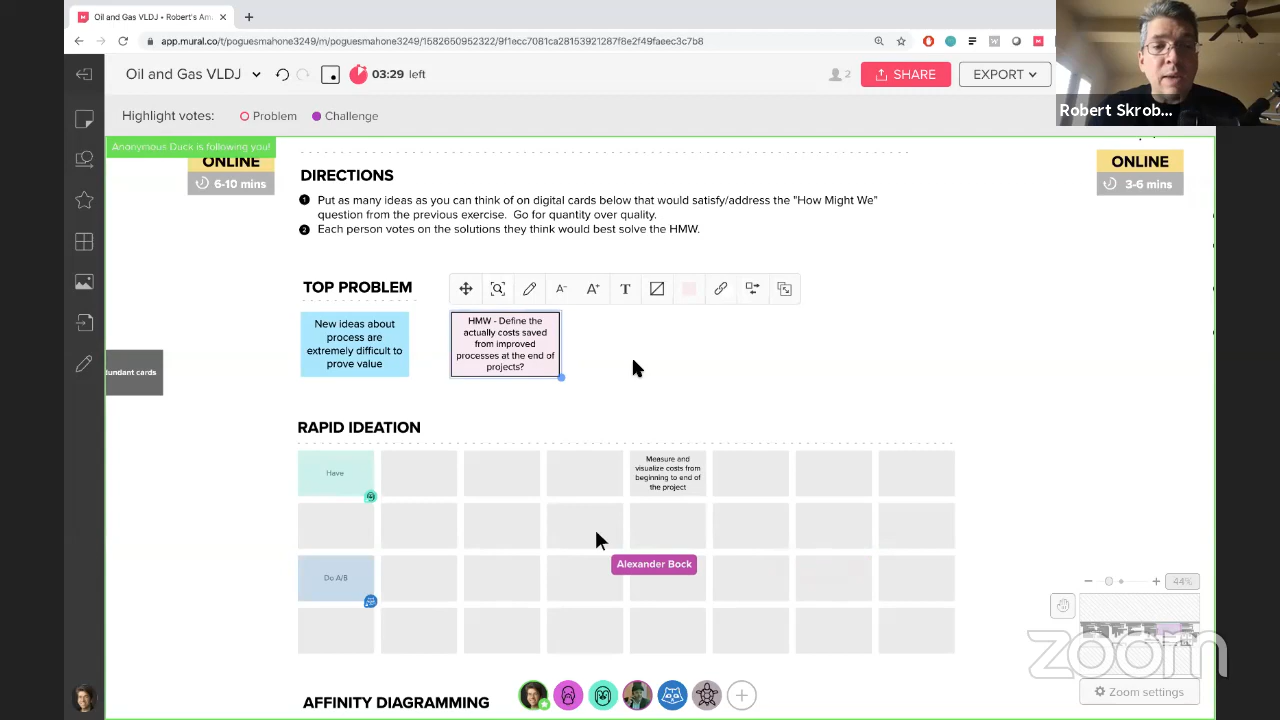 Oil and Gas VLDJ • Robert's Am
app.mural.co/t/poguesmahone3249/m/poguesmahone3249/1582650952322/9f1ecc7081ca28153921287f8e2f49faeec3c7b8
Robert Skrob...
Oil and Gas VLDJ
03:29 left
2
SHARE
EXPORT
Highlight votes:
Problem
Challenge
Anonymous Duck is following you!
ONLINE
6-10 mins
ONLINE
3-6 mins
DIRECTIONS
1 Put as many ideas as you can think of on digital cards below that would satisfy/address the "How Might We"
question from the previous exercise. Go for quantity over quality.
2 Each person votes on the solutions they think would best solve the HMW.
TOP PROBLEM
A-
A+
T
New ideas about
process are
extremely difficult to
prove value
HMW - Define the
actually costs saved
from improved
processes at the end of
projects?
dundant cards
RAPID IDEATION
Have
Measure and
visualize costs from
beginning to end of
the project
Alexander Bock
Do A/B
44%
zoom
Zoom settings
AFFINITY DIAGRAMMING